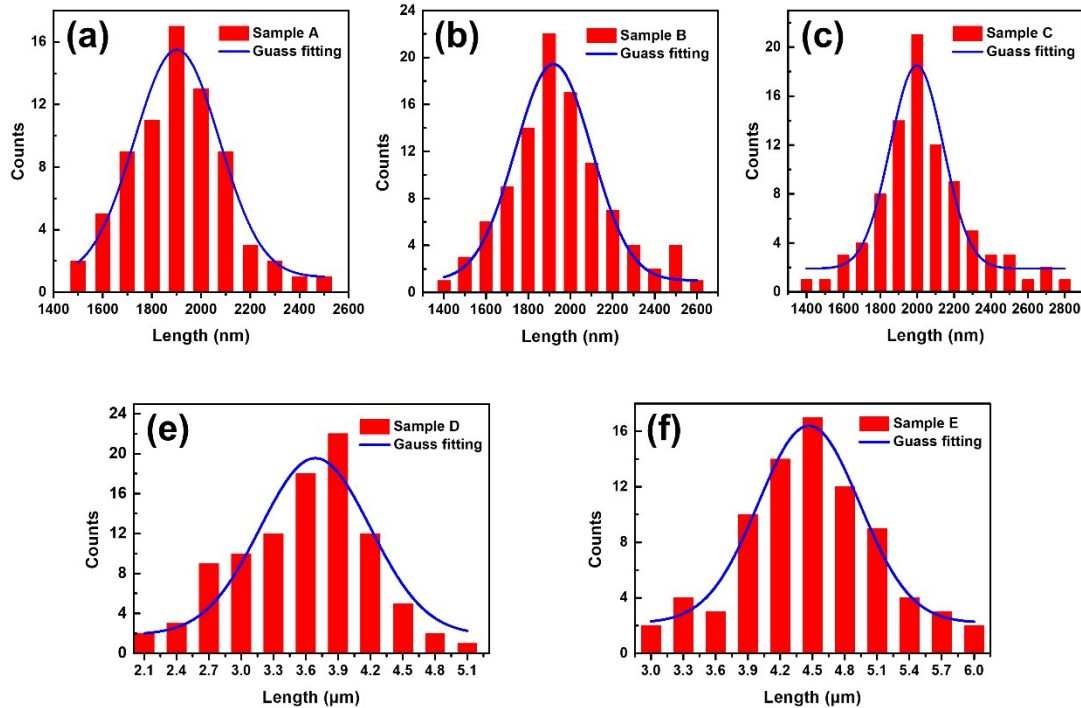 (a)
Sample A
Guass fitting
Counts
16
12
8
4
0
1400 1600 1800 2000 2200 2400 2600
Length (nm)
(b)
Sample B
Guass fitting
Counts
24
20
16
12
8
4
0
1400 1600 1800 2000 2200 2400 2600
Length (nm)
(c)
Sample C
Guass fitting
Counts
20
16
12
8
4
0
1400 1600 1800 2000 2200 2400 2600 2800
Length (nm)
(e)
Sample D
Gauss fitting
Counts
24
20
16
12
8
4
0
2.1 2.4 2.7 3.0 3.3 3.6 3.9 4.2 4.5 4.8 5.1
Length (µm)
(f)
Sample E
Guass fitting
Counts
16
12
8
4
0
3.0 3.3 3.6 3.9 4.2 4.5 4.8 5.1 5.4 5.7 6.0
Length (µm)